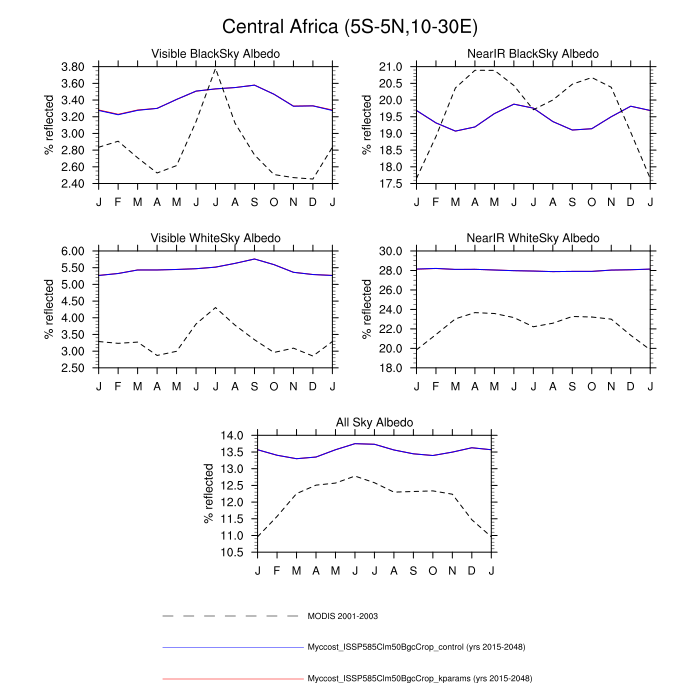 Central Africa (5S-5N,10-30E)
Visible BlackSky Albedo
% reflected
3.80
3.60
3.40
3.20
3.00
2.80
2.60
2.40
J F M A M J J A S O N D J
NearIR BlackSky Albedo
% reflected
21.0
20.5
20.0
19.5
19.0
18.5
18.0
17.5
J F M A M J J A S O N D J
Visible WhiteSky Albedo
% reflected
6.00
5.50
5.00
4.50
4.00
3.50
3.00
2.50
J F M A M J J A S O N D J
NearIR WhiteSky Albedo
% reflected
30.0
28.0
26.0
24.0
22.0
20.0
18.0
J F M A M J J A S O N D J
All Sky Albedo
% reflected
14.0
13.5
13.0
12.5
12.0
11.5
11.0
10.5
J F M A M J J A S O N D J
MODIS 2001-2003
Myccost_ISSP585Clm50BgcCrop_control (yrs 2015-2048)
Myccost_ISSP585Clm50BgcCrop_kparams (yrs 2015-2048)